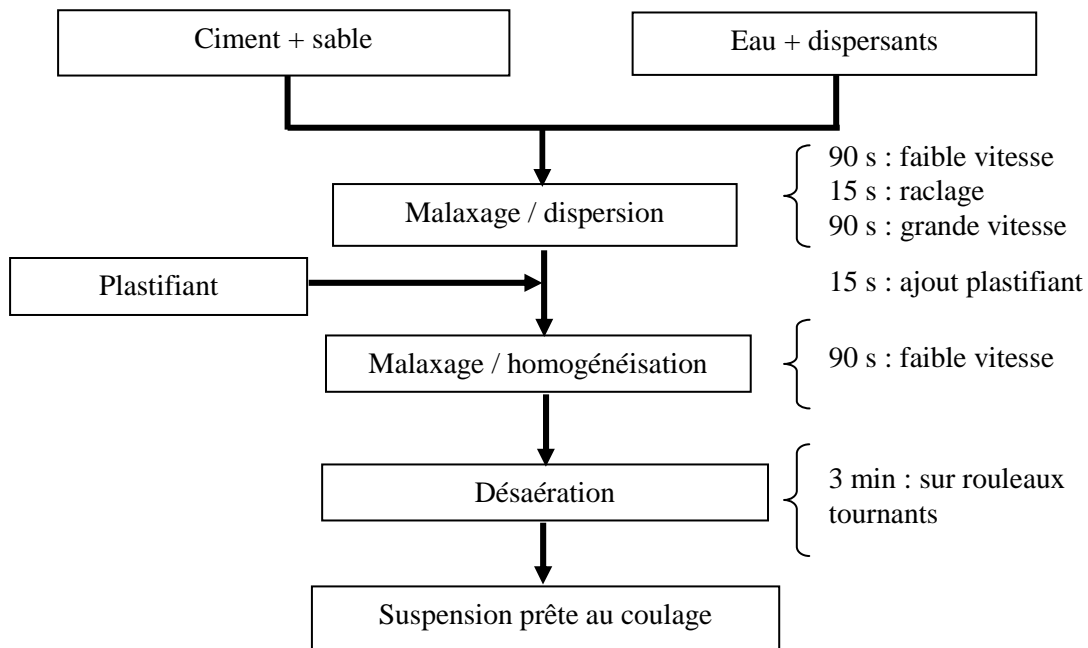 Ciment + sable
Eau + dispersants
90 s : faible vitesse
15 s : raclage
90 s : grande vitesse
Malaxage / dispersion
Plastifiant
15 s : ajout plastifiant
Malaxage / homogénéisation
90 s : faible vitesse
Désaération
3 min : sur rouleaux
tournants
Suspension prête au coulage